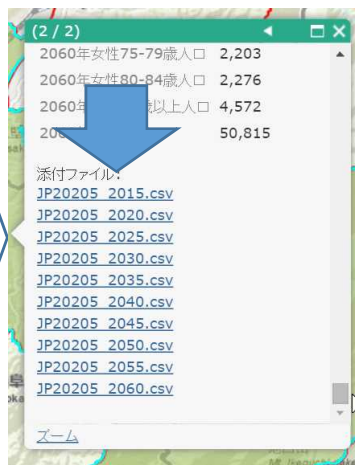 (2 / 2)
2060年女性75-79歳人口 2,203
2060年女性80-84歳人口 2,276
2060年 歳以上人口 4,572
50,815
添付ファイル:
JP20205_2015.csv
JP20205_2020.csv
JP20205_2025.csv
JP20205_2030.csv
JP20205_2035.csv
JP20205_2040.csv
JP20205_2045.csv
JP20205_2050.csv
JP20205_2055.csv
JP20205_2060.csv
ズーム